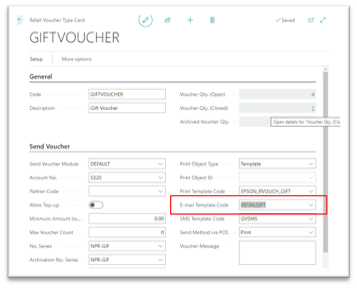 Retail Voucher Type Card
Saved
GIFTVOUCHER
Setup
More options
General
Code
GIFTVOUCHER
Voucher Qty. (Open)
4
Description
Gift Voucher
Voucher Qty. (Closed)
Archived Voucher Qty.
Open details for "Voucher Qty. (Clo
Send Voucher
Send Voucher Module
DEFAULT
Print Object Type
Template
Account No.
5320
Print Object ID
Partner Code
Print Template Code
EPSON_RVOUCH_GIFT
Allow Top-up
E-mail Template Code
Minimum Amount Iss...
0.00
SMS Template Code
GVSMS
Max Voucher Count
0
Send Method via POS
Print
No. Series
NPR-GIF
Voucher Message
Archivation No. Series
NPR-GIF